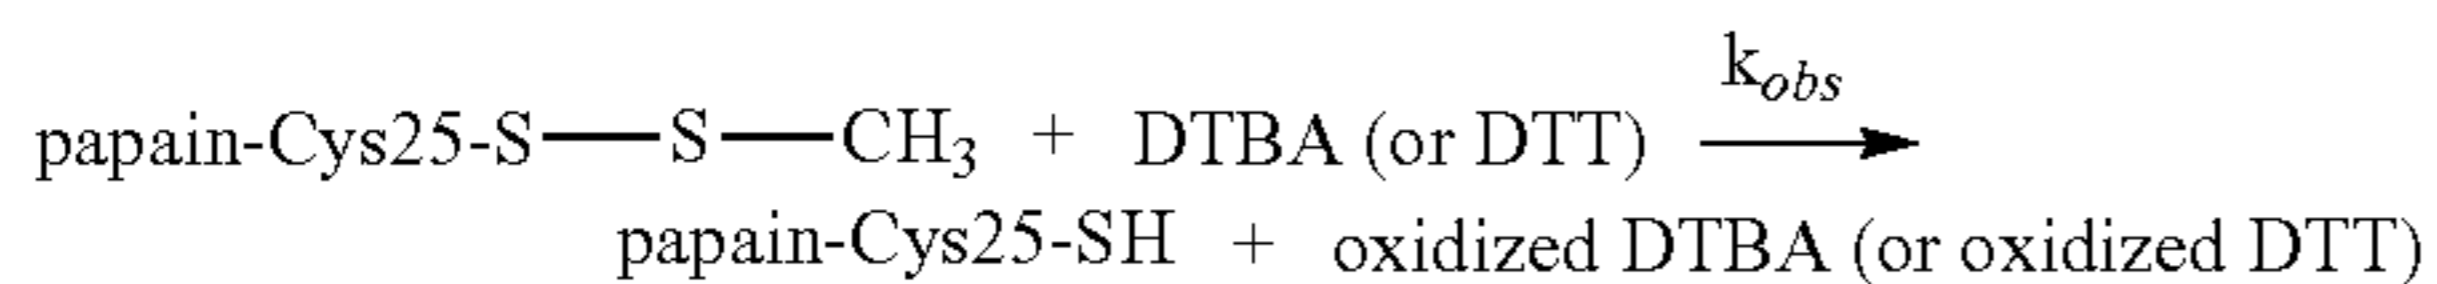 k_obs
papain-Cys25-S—S—CH₃ + DTBA (or DTT) →
papain-Cys25-SH + oxidized DTBA (or oxidized DTT)